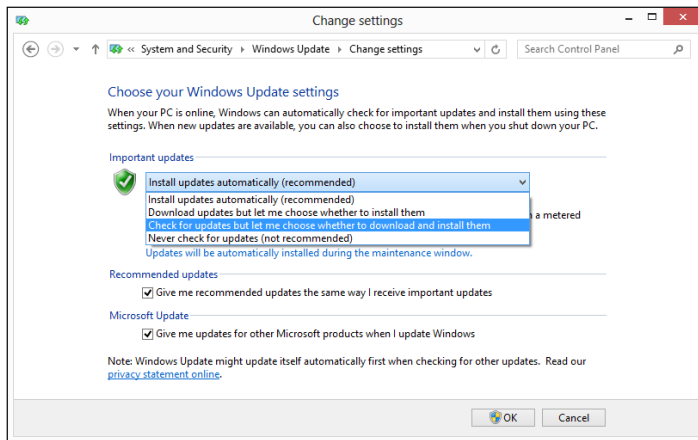 Change settings
« System and Security Windows Update Change settings Search Control Panel
Choose your Windows Update settings
When your PC is online, Windows can automatically check for important updates and install them using these
settings. When new updates are available, you can also choose to install them when you shut down your PC.
Important updates
Install updates automatically (recommended)
Install updates automatically (recommended)
Download updates but let me choose whether to install them
a metered
Check for updates but let me choose whether to download and install them
Never check for updates (not recommended)
Updates will be automatically installed during the maintenance window.
Recommended updates
Give me recommended updates the same way I receive important updates
Microsoft Update
Give me updates for other Microsoft products when I update Windows
Note: Windows Update might update itself automatically first when checking for other updates. Read our
privacy statement online.
OK Cancel